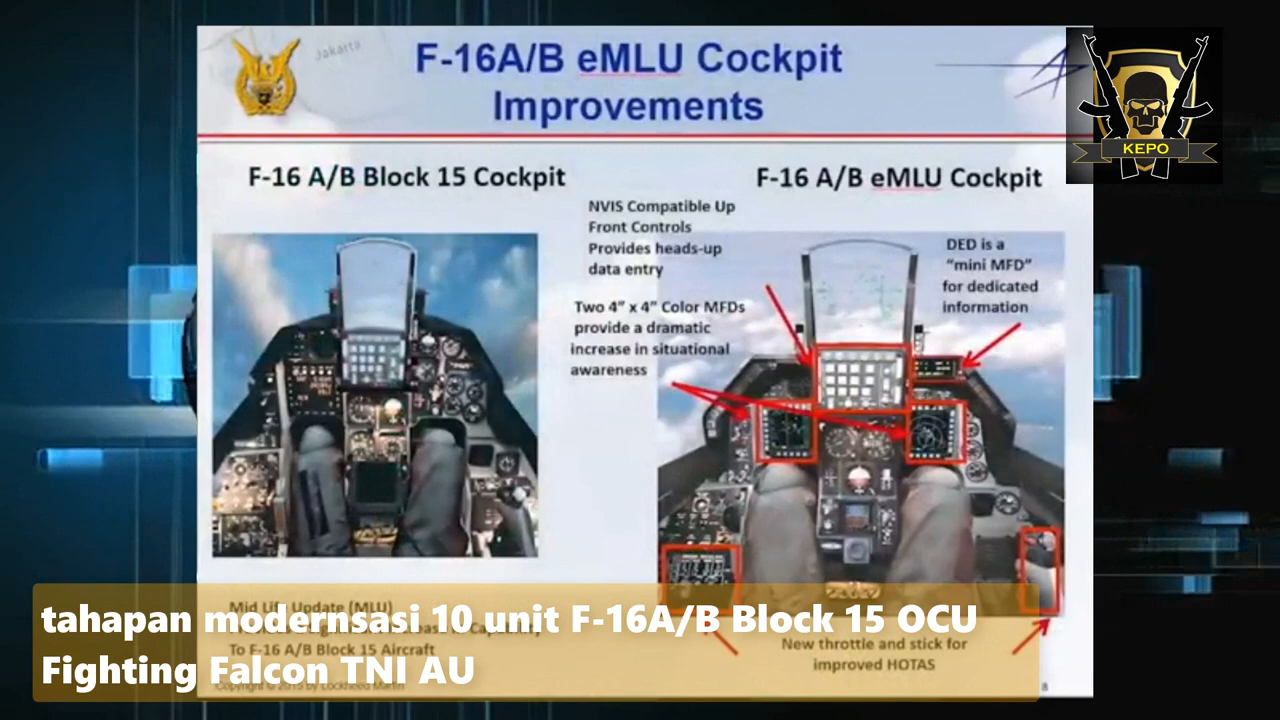 Jakarta
F-16A/B eMLU Cockpit
Improvements
KEPO
F-16 A/B Block 15 Cockpit
F-16 A/B eMLU Cockpit
NVIS Compatible Up
Front Controls
Provides heads-up
data entry
DED is a
“mini MFD”
for dedicated
information
Two 4” x 4” Color MFDs
provide a dramatic
increase in situational
awareness
Mid Life Update (MLU)
To F-16 A/B Block 15 Aircraft
New throttle and stick for
improved HOTAS
Copyright © 2015 by Lockheed Martin
8
tahapan modernsasi 10 unit F-16A/B Block 15 OCU
Fighting Falcon TNI AU